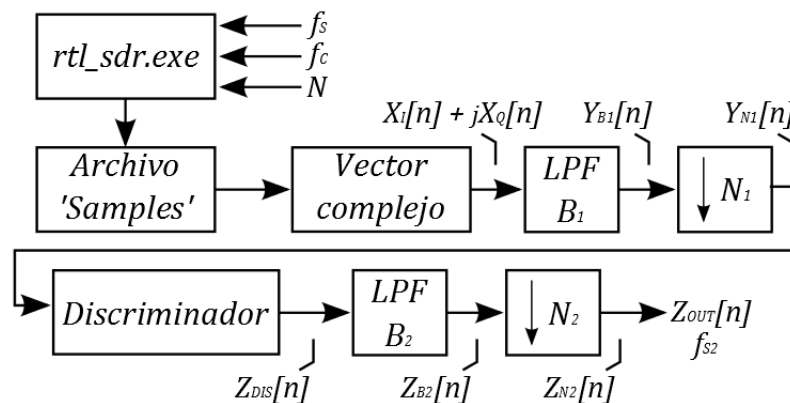 rtl_sdr.exe
fs
fc
N
Archivo
'Samples'
Vector
complejo
XI[n] + jXQ[n]
LPF
B1
YB1[n]
N1
YN1[n]
Discriminador
ZDIS[n]
LPF
B2
ZB2[n]
N2
ZN2[n]
ZOUT[n]
fS2